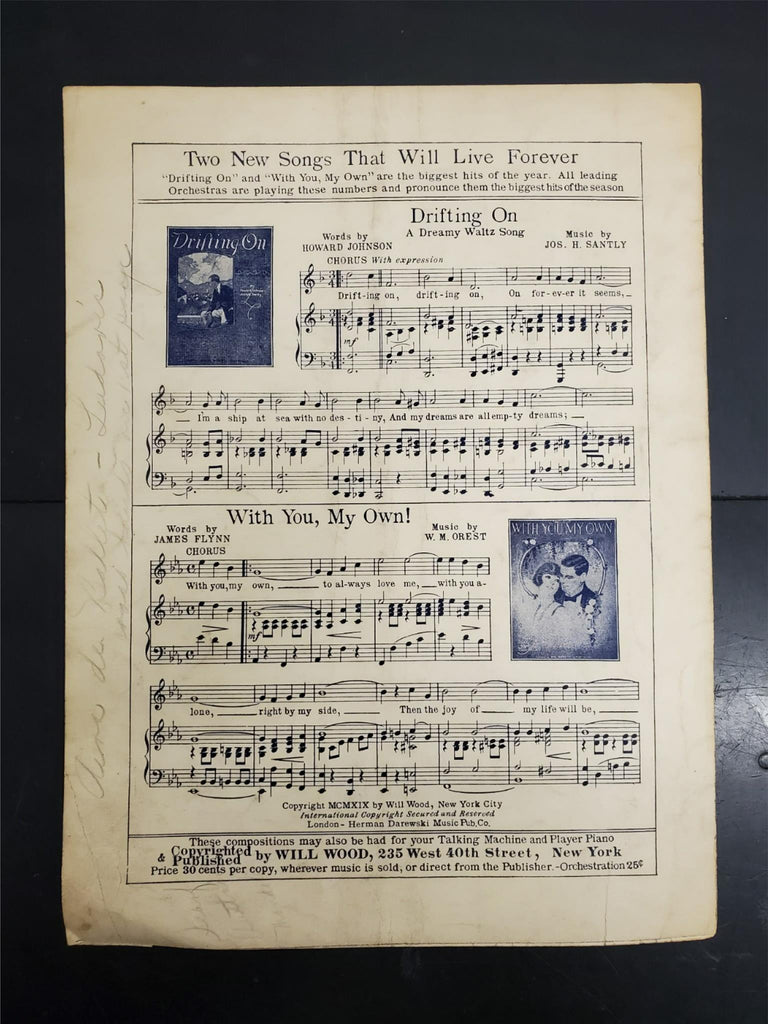 Two New Songs That Will Live Forever
"Drifting On" and "With You, My Own" are the biggest hits of the year. All leading
Orchestras are playing these numbers and pronounce them the biggest hits of the season
Drifting On
A Dreamy Waltz Song
Words by
HOWARD JOHNSON
Music by
JOS. H. SANTLY
Drifting On
CHORUS With expression
Drift-ing on, drift-ing on, On for-ev-er it seems,
mf
I'm a ship at sea with no des-ti-ny, And my dreams are all emp-ty dreams;
With You, My Own!
Words by
JAMES FLYNN
Music by
W. M. OREST
WITH YOU MY OWN
CHORUS
With you, my own, to al-ways love me, with you a-
mf
lone, right by my side, Then the joy of my life will be,
Copyright MCMXIX by Will Wood, New York City
International Copyright Secured and Reserved
London - Herman Darewski Music Pub. Co.
These compositions may also be had for your Talking Machine and Player Piano
Copyrighted & Published by WILL WOOD, 235 West 40th Street, New York
Price 30 cents per copy, wherever music is sold, or direct from the Publisher. - Orchestration 25¢